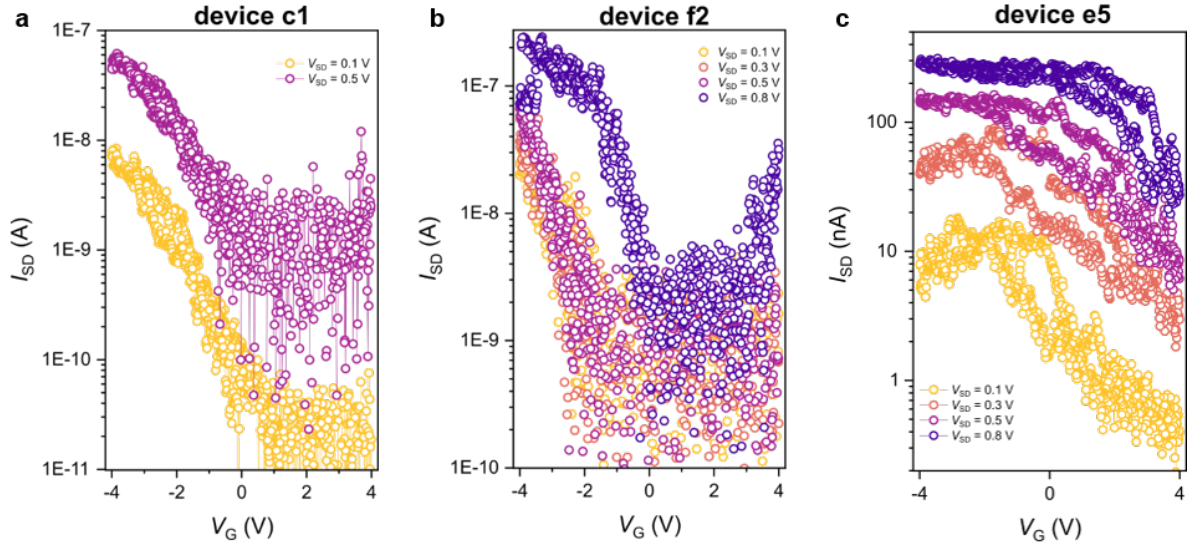 a
device c1
1E-7
1E-8
1E-9
1E-10
1E-11
-4
-2
0
2
4
I_SD (A)
V_G (V)
V_SD = 0.1 V
V_SD = 0.5 V
b
device f2
1E-7
1E-8
1E-9
1E-10
-4
-2
0
2
4
I_SD (A)
V_G (V)
V_SD = 0.1 V
V_SD = 0.3 V
V_SD = 0.5 V
V_SD = 0.8 V
c
device e5
100
10
1
-4
0
4
I_SD (nA)
V_G (V)
V_SD = 0.1 V
V_SD = 0.3 V
V_SD = 0.5 V
V_SD = 0.8 V